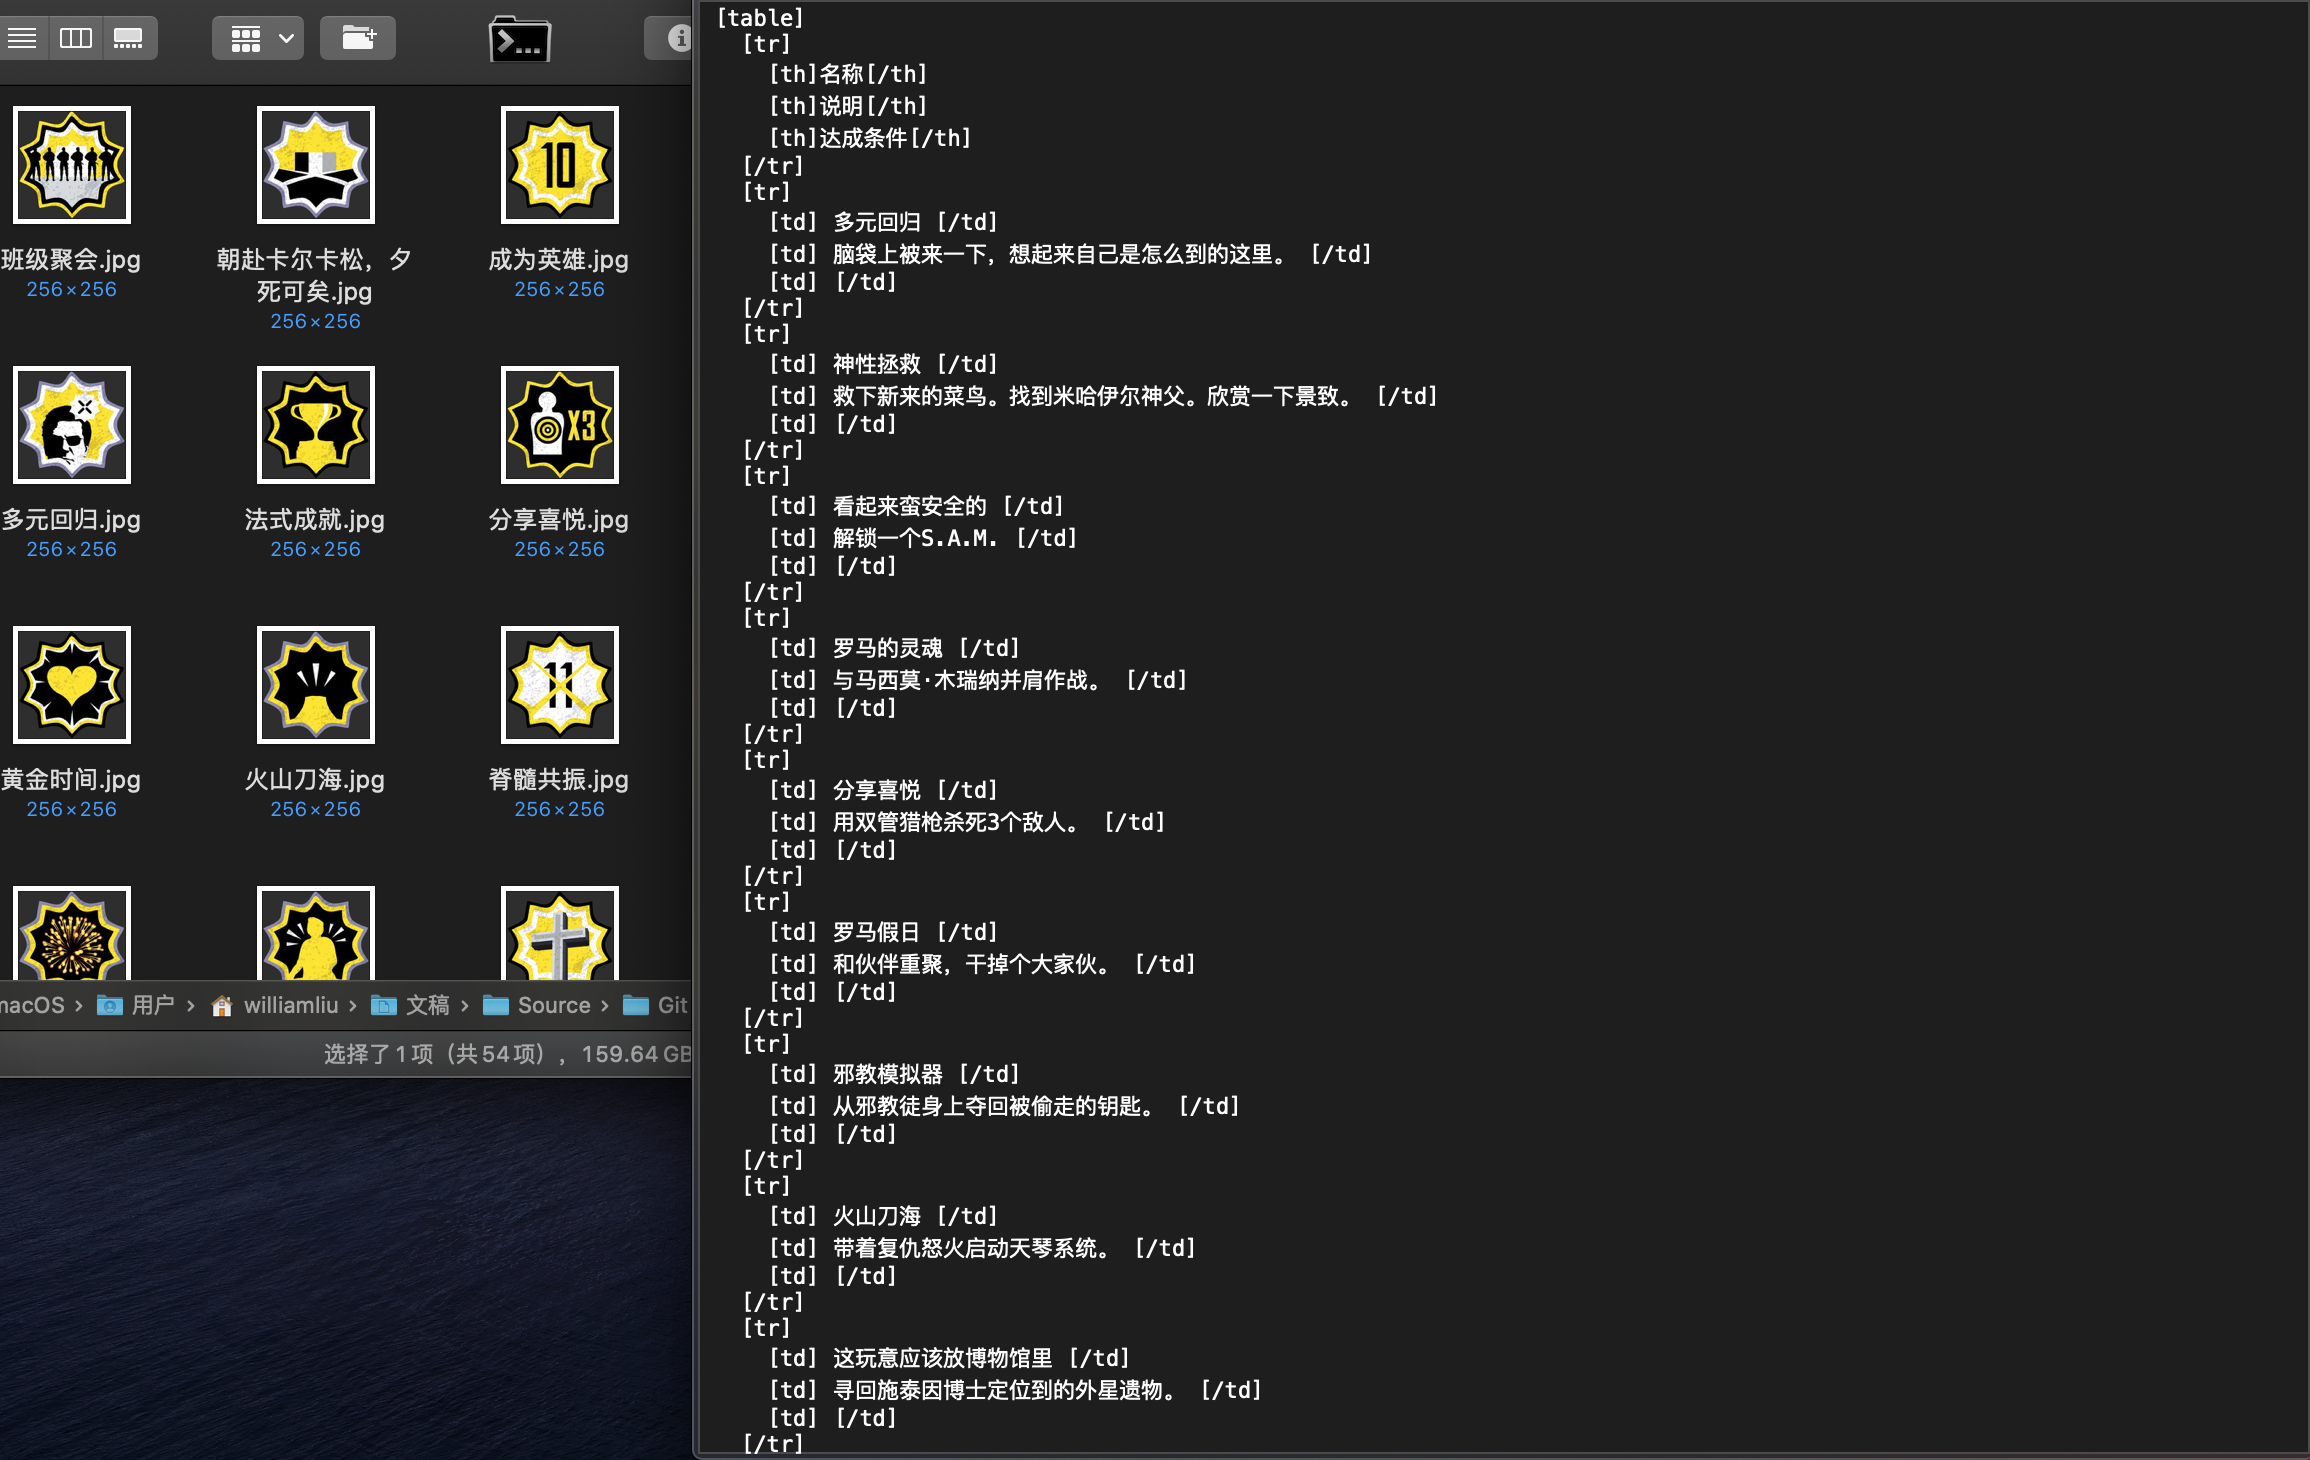 班级聚会.jpg
256×256
朝赴卡尔卡松，夕
死可矣.jpg
256×256
10
成为英雄.jpg
256×256
多元回归.jpg
256×256
法式成就.jpg
256×256
X3
分享喜悦.jpg
256×256
黄金时间.jpg
256×256
火山刀海.jpg
256×256
11
脊髓共振.jpg
256×256
macOS › 用户 › williamliu › 文稿 › Source › Git
选择了1项（共54项），159.64 GB
[table]
[tr]
[th]名称[/th]
[th]说明[/th]
[th]达成条件[/th]
[/tr]
[tr]
[td] 多元回归 [/td]
[td] 脑袋上被来一下，想起来自己是怎么到的这里。 [/td]
[td] [/td]
[/tr]
[tr]
[td] 神性拯救 [/td]
[td] 救下新来的菜鸟。找到米哈伊尔神父。欣赏一下景致。 [/td]
[td] [/td]
[/tr]
[tr]
[td] 看起来蛮安全的 [/td]
[td] 解锁一个S.A.M. [/td]
[td] [/td]
[/tr]
[tr]
[td] 罗马的灵魂 [/td]
[td] 与马西莫·木瑞纳并肩作战。 [/td]
[td] [/td]
[/tr]
[tr]
[td] 分享喜悦 [/td]
[td] 用双管猎枪杀死3个敌人。 [/td]
[td] [/td]
[/tr]
[tr]
[td] 罗马假日 [/td]
[td] 和伙伴重聚，干掉个大家伙。 [/td]
[td] [/td]
[/tr]
[tr]
[td] 邪教模拟器 [/td]
[td] 从邪教徒身上夺回被偷走的钥匙。 [/td]
[td] [/td]
[/tr]
[tr]
[td] 火山刀海 [/td]
[td] 带着复仇怒火启动天琴系统。 [/td]
[td] [/td]
[/tr]
[tr]
[td] 这玩意应该放博物馆里 [/td]
[td] 寻回施泰因博士定位到的外星遗物。 [/td]
[td] [/td]
[/tr]